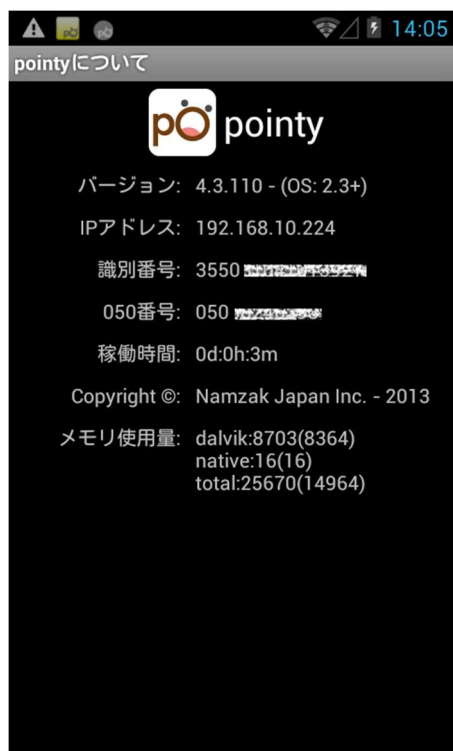 14:05
pointyについて
pointy
バージョン: 4.3.110 - (OS: 2.3+)
IPアドレス: 192.168.10.224
識別番号: 3550
050番号: 050
稼働時間: 0d:0h:3m
Copyright ©: Namzak Japan Inc. - 2013
メモリ使用量: dalvik:8703(8364)
native:16(16)
total:25670(14964)